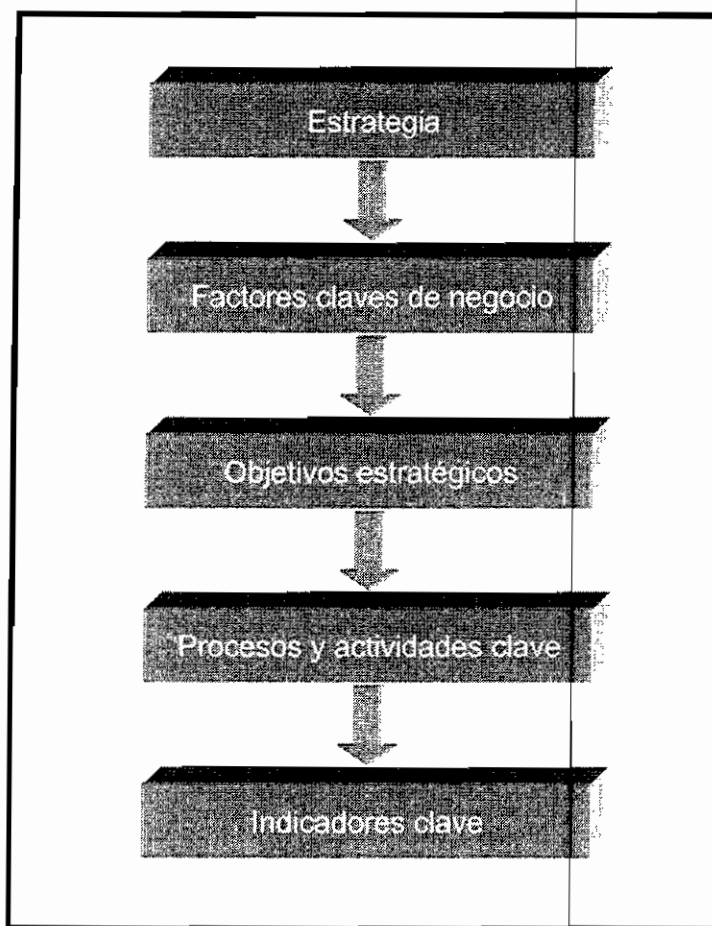 Estrategia
Factores claves de negocio
Objetivos estratégicos
Procesos y actividades clave
Indicadores clave